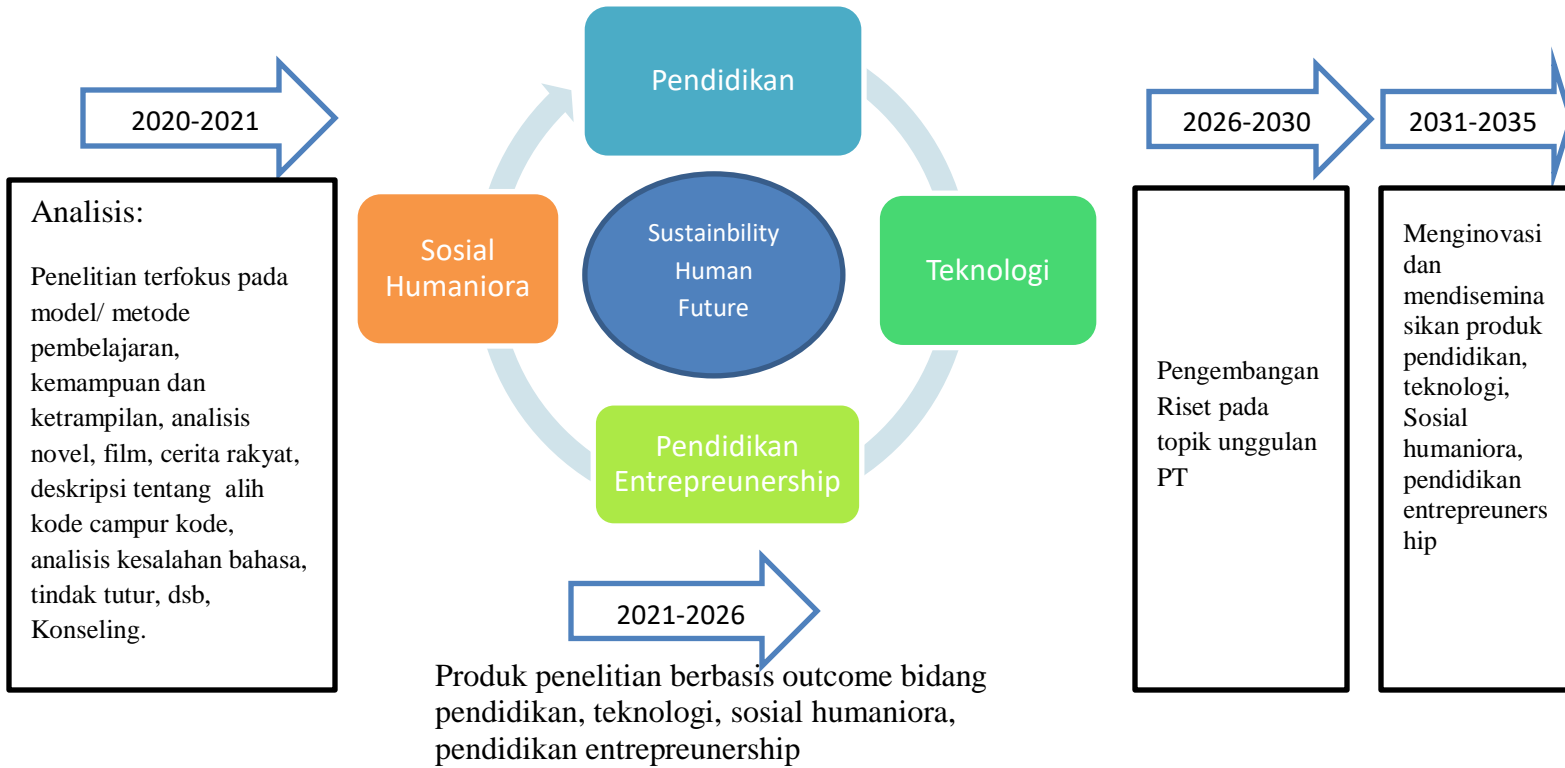 2020-2021
Analisis:
Penelitian terfokus pada
model/ metode
pembelajaran,
kemampuan dan
ketrampilan, analisis
novel, film, cerita rakyat,
deskripsi tentang alih
kode campur kode,
analisis kesalahan bahasa,
tindak tutur, dsb,
Konseling.
Pendidikan
Teknologi
Pendidikan
Entrepreunership
Sosial
Humaniora
Sustainbility
Human
Future
2021-2026
Produk penelitian berbasis outcome bidang
pendidikan, teknologi, sosial humaniora,
pendidikan entrepreunership
2026-2030
Pengembangan
Riset pada
topik unggulan
PT
2031-2035
Menginovasi
dan
mendisemina
sikan produk
pendidikan,
teknologi,
Sosial
humaniora,
pendidikan
entrepreuners
hip